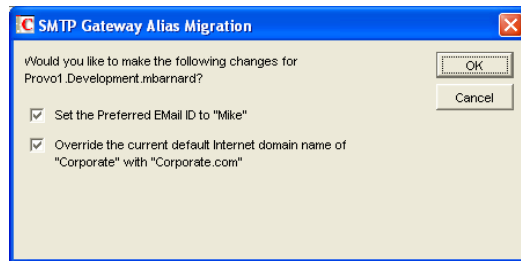 SMTP Gateway Alias Migration
Would you like to make the following changes for
Provo1.Development.mbarnard?
OK
Cancel
Set the Preferred EMail ID to "Mike"
Override the current default Internet domain name of
"Corporate" with "Corporate.com"